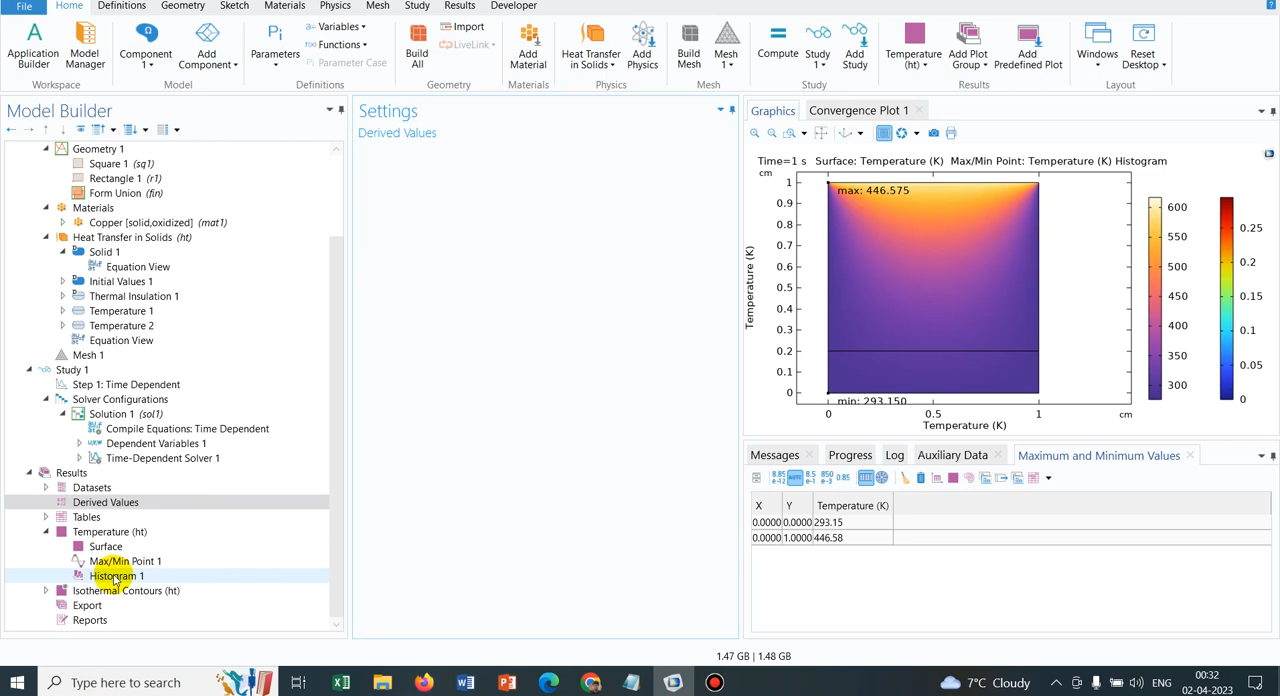 File Home Definitions Geometry Sketch Materials Physics Mesh Study Results Developer
Application Builder
Model Manager
Workspace
Component 1
Add Component
Model
Parameters
a= Variables
f(x) Functions
Pi Parameter Case
Definitions
Build All
Import
LiveLink
Geometry
Add Material
Materials
Heat Transfer in Solids
Add Physics
Physics
Build Mesh
Mesh 1
Mesh
Compute
Study 1
Add Study
Study
Temperature (ht)
Add Plot Group
Add Predefined Plot
Results
Windows
Reset Desktop
Layout
Model Builder
Geometry 1
Square 1 (sq1)
Rectangle 1 (r1)
Form Union (fin)
Materials
Copper [solid,oxidized] (mat1)
Heat Transfer in Solids (ht)
Solid 1
Equation View
Initial Values 1
Thermal Insulation 1
Temperature 1
Temperature 2
Equation View
Mesh 1
Study 1
Step 1: Time Dependent
Solver Configurations
Solution 1 (sol1)
Compile Equations: Time Dependent
Dependent Variables 1
Time-Dependent Solver 1
Results
Datasets
Derived Values
Tables
Temperature (ht)
Surface
Max/Min Point 1
Histogram 1
Isothermal Contours (ht)
Export
Reports
Settings
Derived Values
Graphics Convergence Plot 1
Time=1 s Surface: Temperature (K) Max/Min Point: Temperature (K) Histogram
cm
1
0.9
0.8
0.7
0.6
0.5
0.4
0.3
0.2
0.1
0
Temperature (K)
max: 446.575
min: 293.150
0 0.5 1 cm
Temperature (K)
600
550
500
450
400
350
300
0.25
0.2
0.15
0.1
0.05
0
Messages Progress Log Auxiliary Data Maximum and Minimum Values
8.85 e-12 AUTO 8.5 e-1 850 e-3 0.85
X Y Temperature (K)
0.0000 0.0000 293.15
0.0000 1.0000 446.58
1.47 GB | 1.48 GB
Type here to search
7°C Cloudy
ENG
00:32
02-04-2023